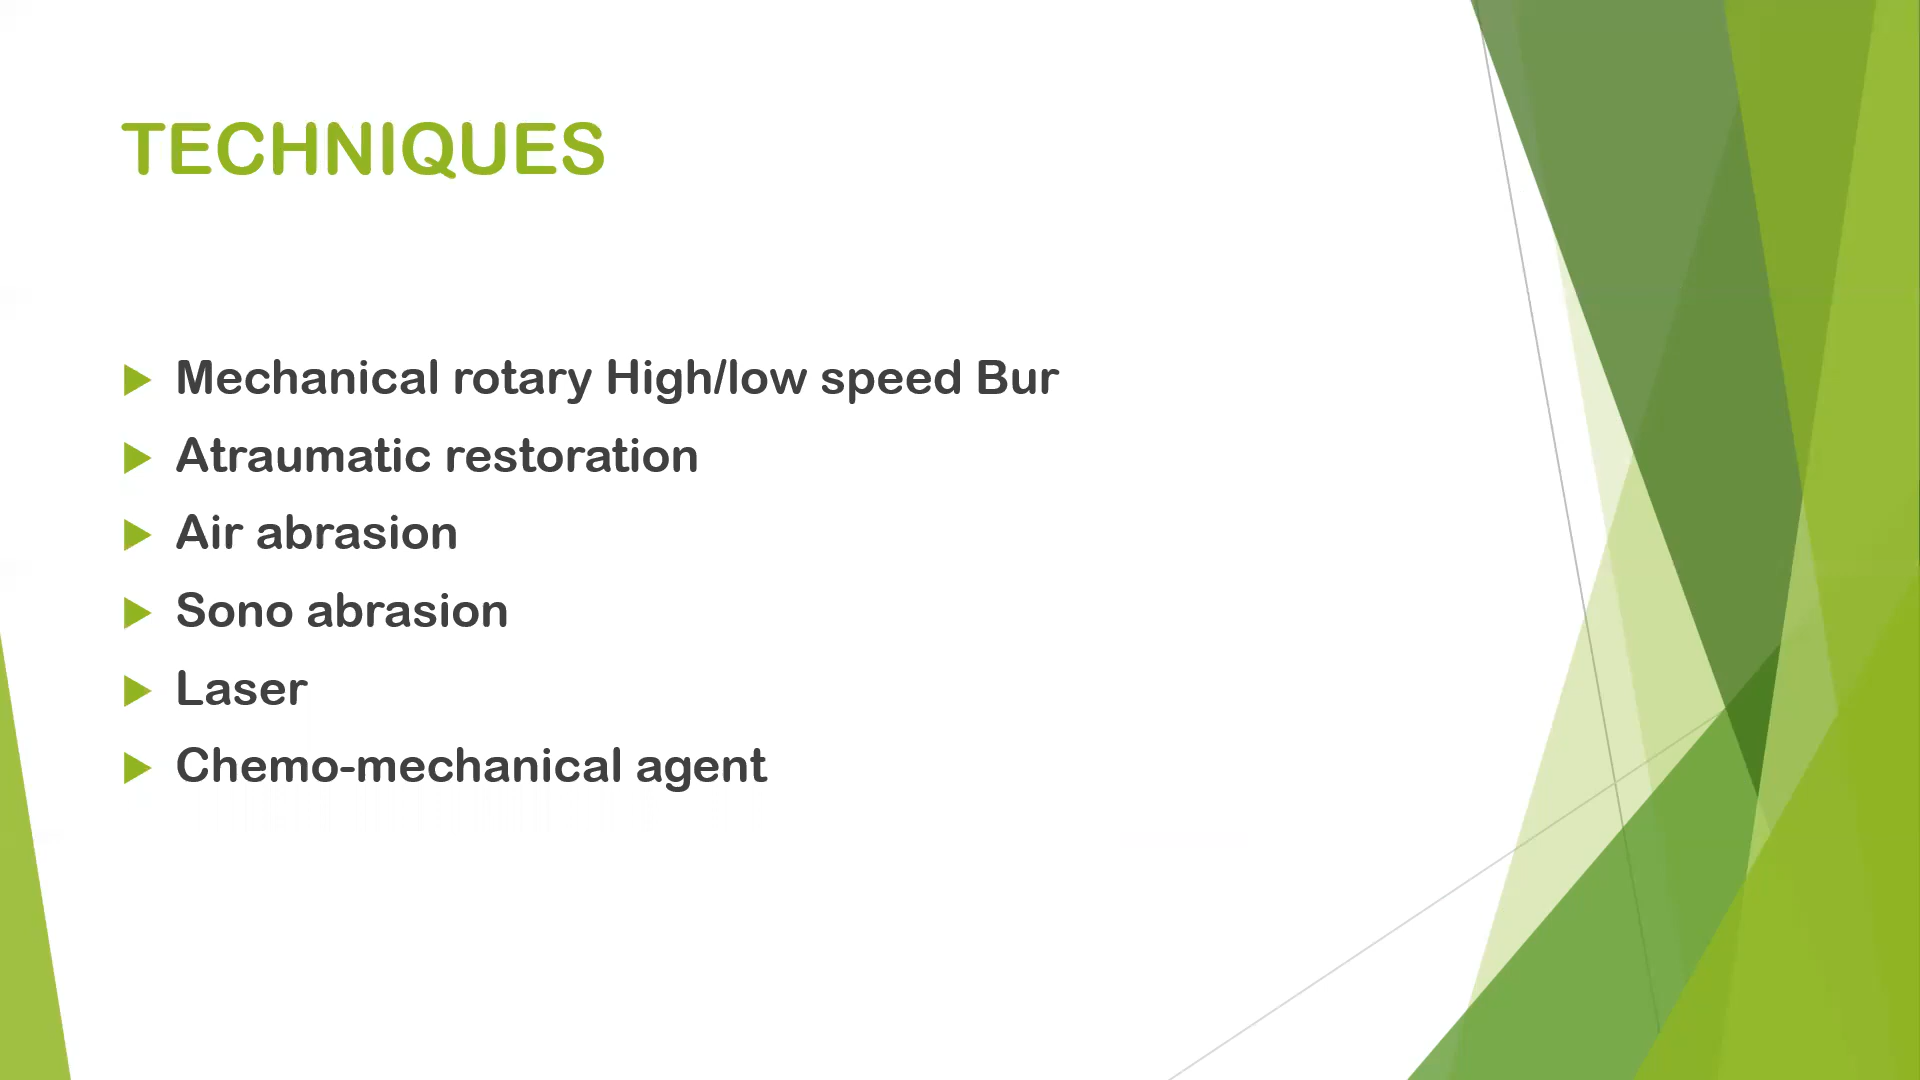 TECHNIQUES
Mechanical rotary High/low speed Bur
Atraumatic restoration
Air abrasion
Sono abrasion
Laser
Chemo-mechanical agent